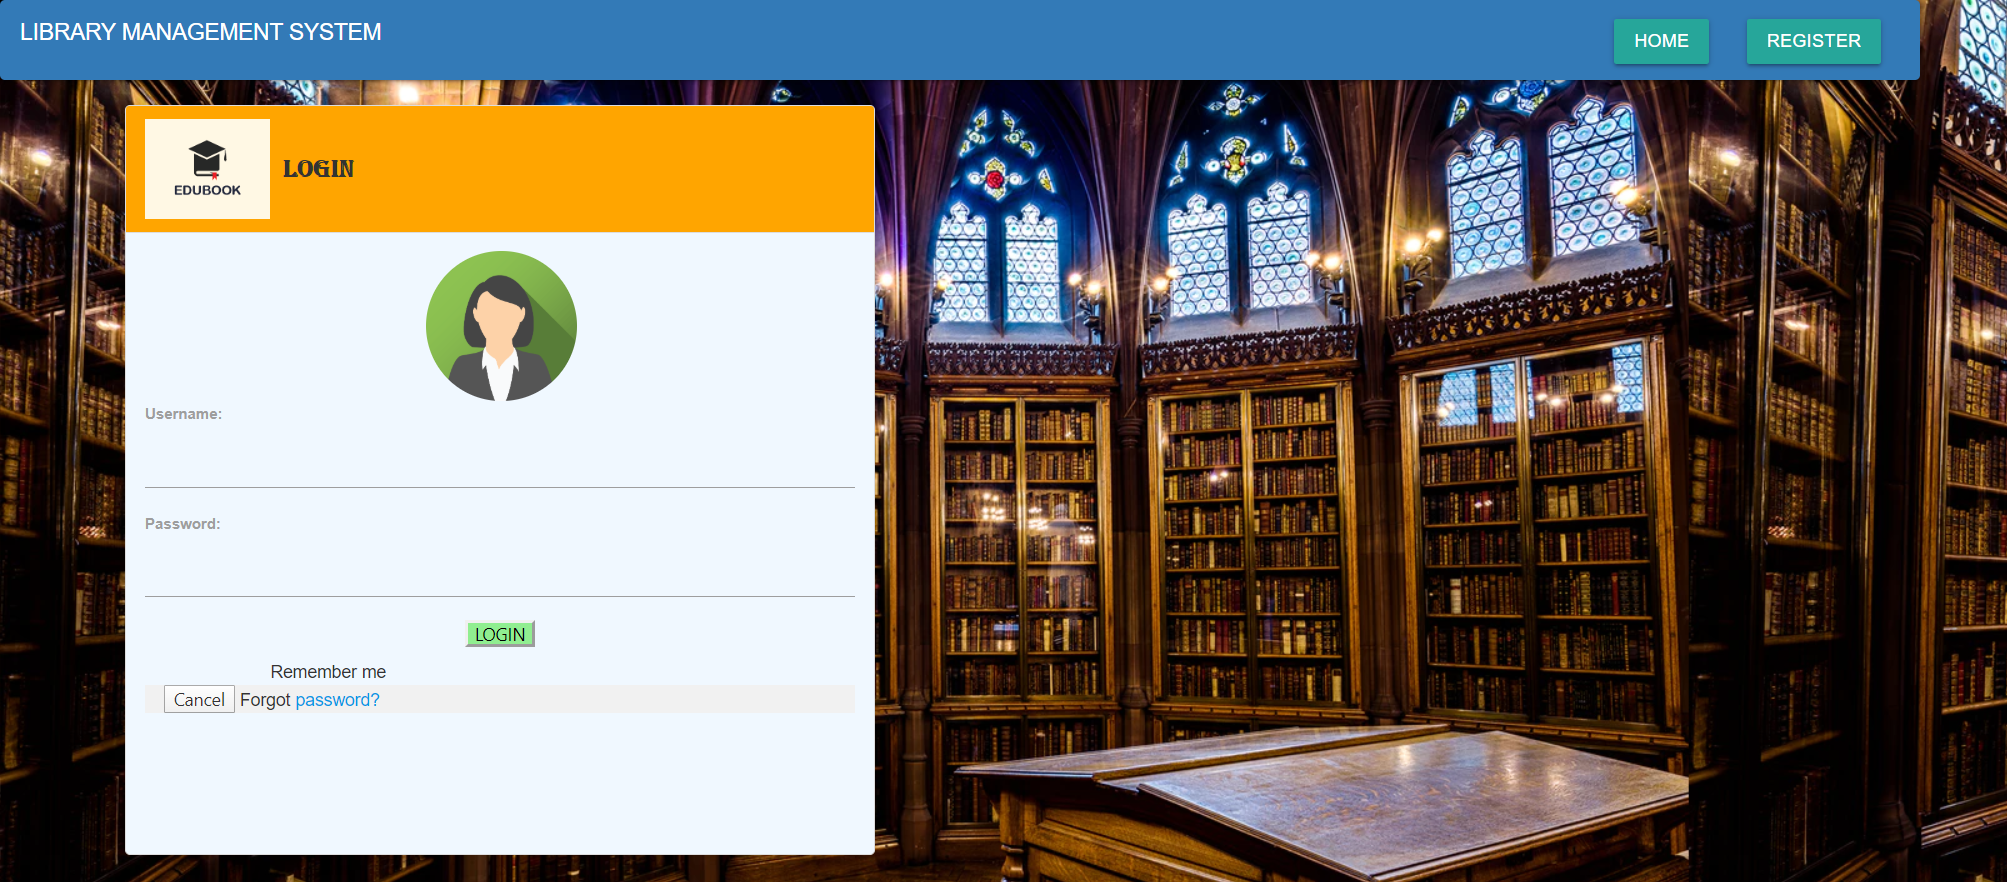 LIBRARY MANAGEMENT SYSTEM
HOME
REGISTER
EDUBOOK
LOGIN
Username:
Password:
LOGIN
Remember me
Cancel Forgot password?